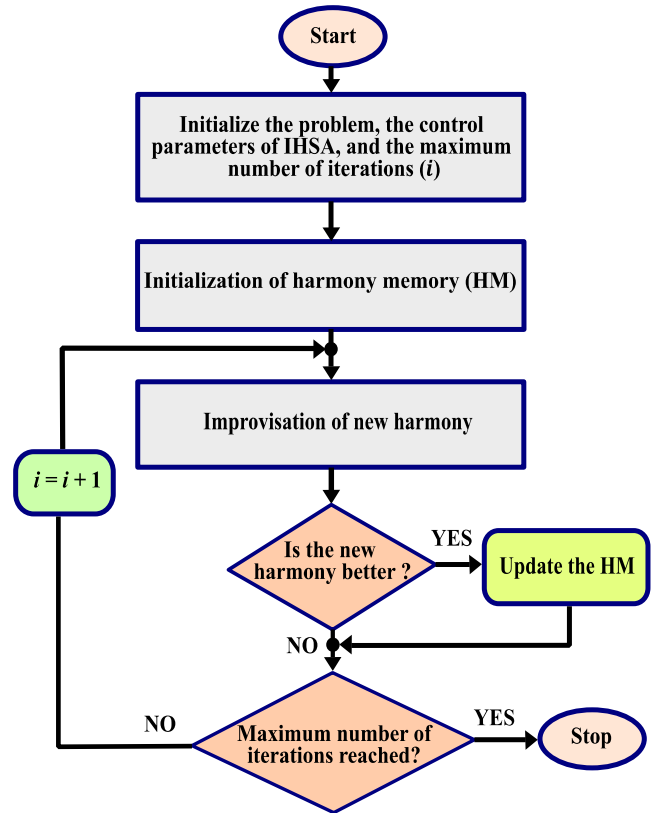 Start
Initialize the problem, the control
parameters of IHSA, and the maximum
number of iterations (i)
Initialization of harmony memory (HM)
Improvisation of new harmony
i = i + 1
Is the new
harmony better ?
YES
Update the HM
NO
Maximum number of
iterations reached?
NO
YES
Stop